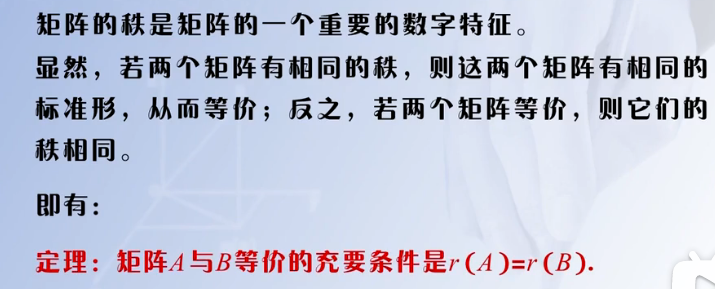 矩阵的秩是矩阵的一个重要的数字特征。
显然，若两个矩阵有相同的秩，则这两个矩阵有相同的
标准形，从而等价；反之，若两个矩阵等价，则它们的
秩相同。
即有：
定理：矩阵A与B等价的充要条件是r(A)=r(B).